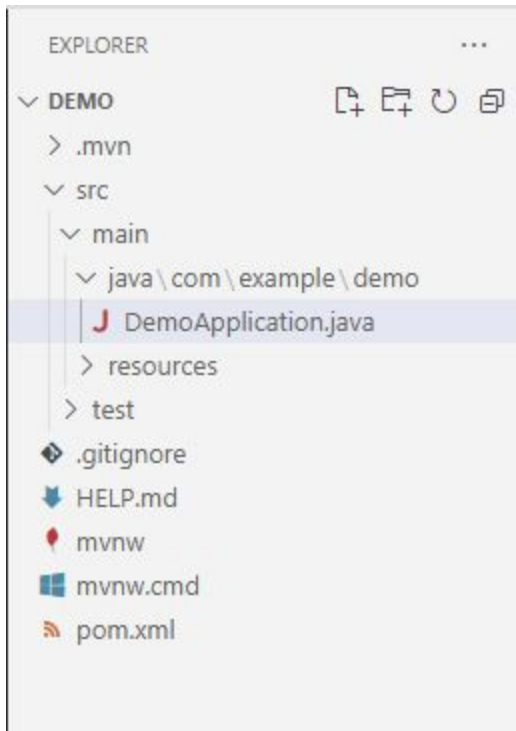 EXPLORER ...
DEMO
.mvn
src
main
java\com\example\demo
J DemoApplication.java
resources
test
.gitignore
HELP.md
mvnw
mvnw.cmd
pom.xml